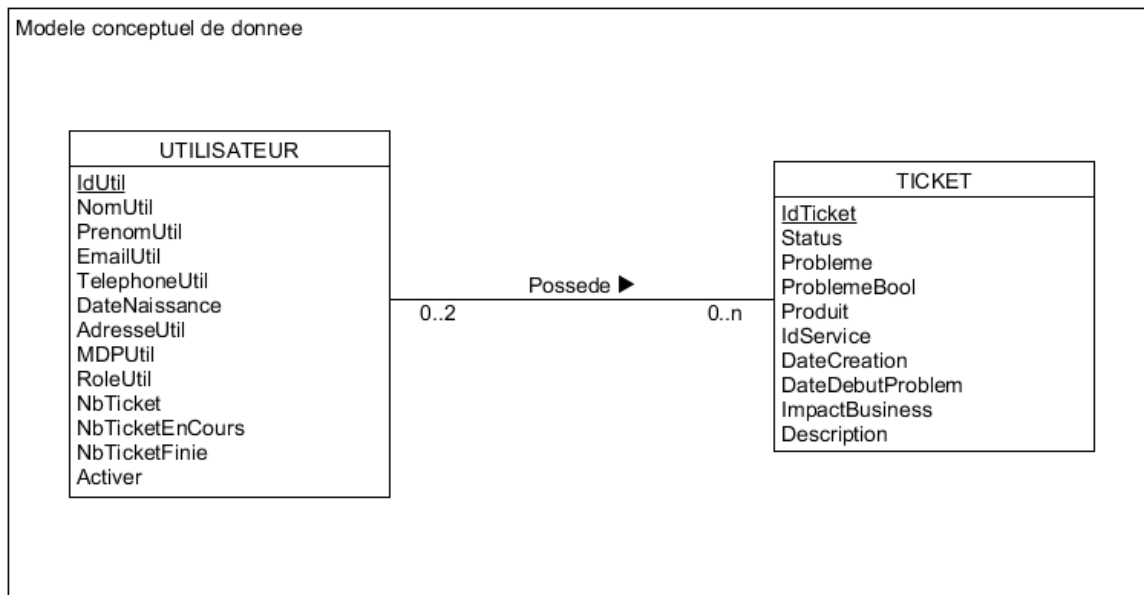 Modele conceptuel de donnee
UTILISATEUR
IdUtil
NomUtil
PrenomUtil
EmailUtil
TelephoneUtil
DateNaissance
AdresseUtil
MDPUtil
RoleUtil
NbTicket
NbTicketEnCours
NbTicketFinie
Activer
Possede ▶
0..2
0..n
TICKET
IdTicket
Status
Probleme
ProblemeBool
Produit
IdService
DateCreation
DateDebutProblem
ImpactBusiness
Description